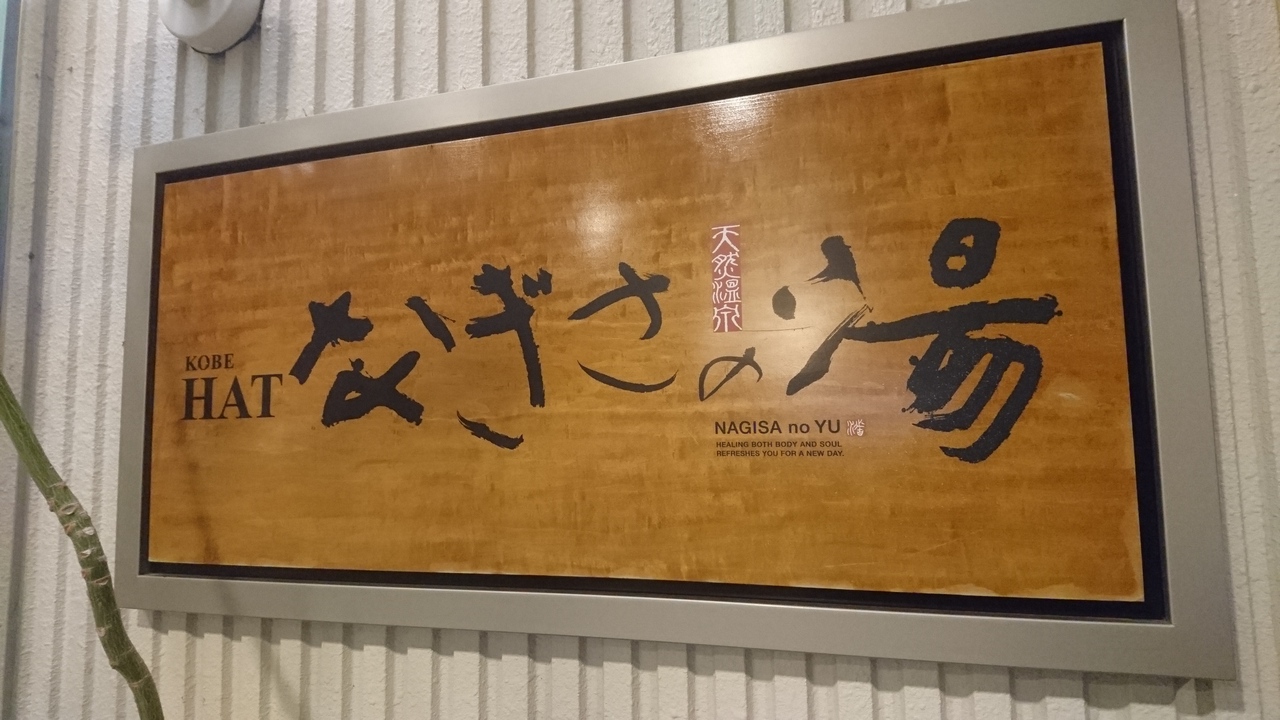 KOBE
HAT
なぎさの湯
天然温泉
NAGISA no YU
HEALING BOTH BODY AND SOUL
REFRESHES YOU FOR A NEW DAY.